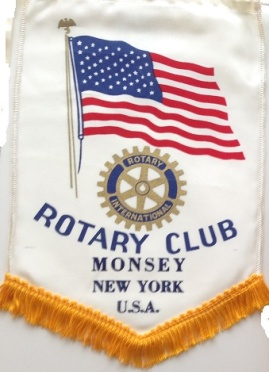 ROTARY
INTERNATIONAL
ROTARY CLUB
MONSEY
NEW YORK
U.S.A.